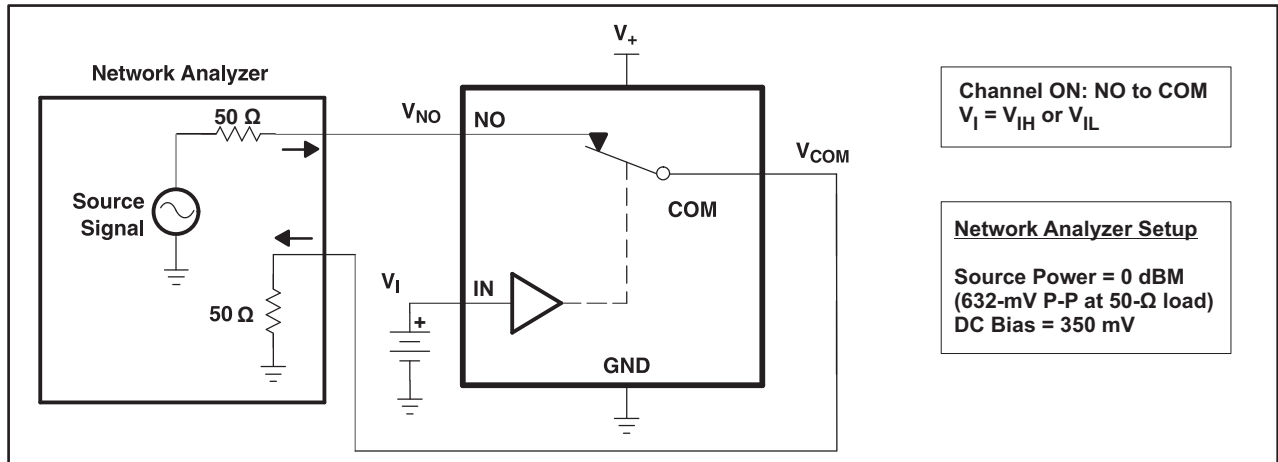 Network Analyzer
50 Ω
Source
Signal
50 Ω
V+
VNO
NO
VCOM
COM
VI
IN
+
GND
Channel ON: NO to COM
VI = VIH or VIL
Network Analyzer Setup
Source Power = 0 dBM
(632-mV P-P at 50-Ω load)
DC Bias = 350 mV